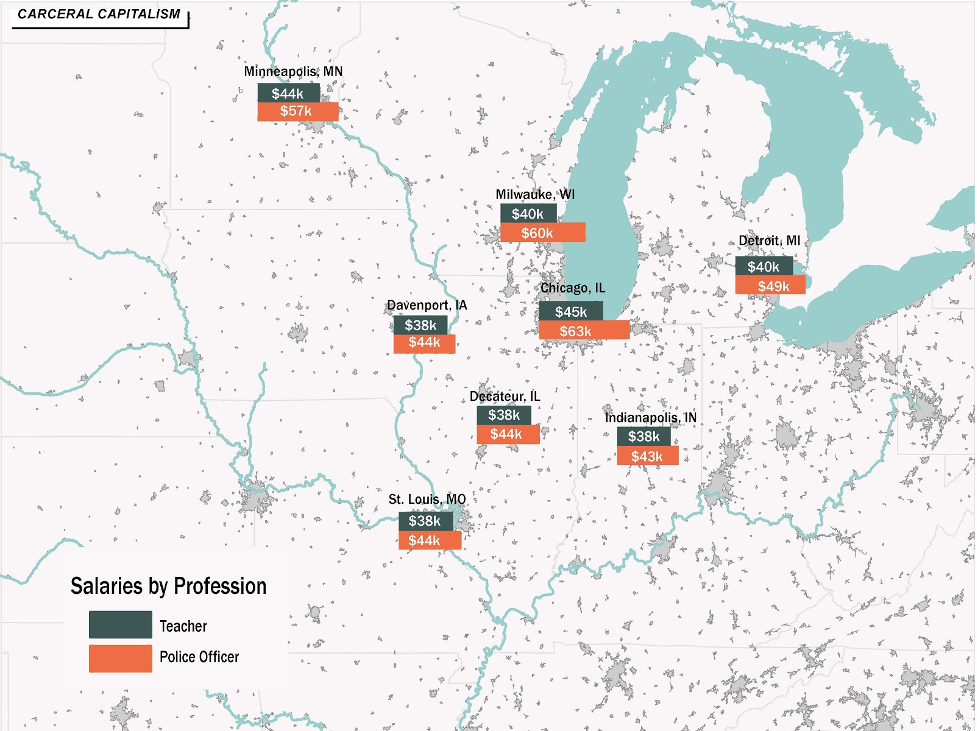 CARCERAL CAPITALISM
Minneapolis, MN
$44k
$57k
Milwauke, WI
$40k
$60k
Detroit, MI
$40k
$49k
Chicago, IL
$45k
$63k
Davenport, IA
$38k
$44k
Decateur, IL
$38k
$44k
Indianapolis, IN
$38k
$43k
St. Louis, MO
$38k
$44k
Salaries by Profession
Teacher
Police Officer